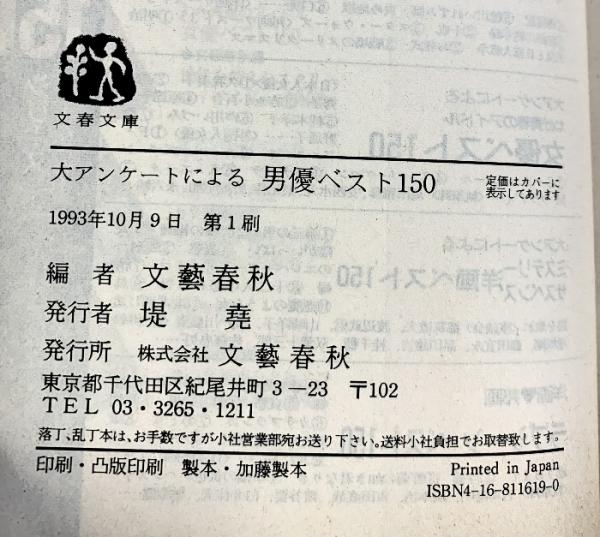 文春文庫
大アンケートによる 男優ベスト150
定価はカバーに
表示してあります
1993年10月9日 第1刷
編 者 文藝春秋
発行者 堤 堯
発行所 株式会社 文藝春秋
東京都千代田区紀尾井町3-23 〒102
TEL 03・3265・1211
落丁、乱丁本は、お手数ですが小社営業部宛お送り下さい。送料小社負担でお取替致します。
印刷・凸版印刷 製本・加藤製本
Printed in Japan
ISBN4-16-811619-0